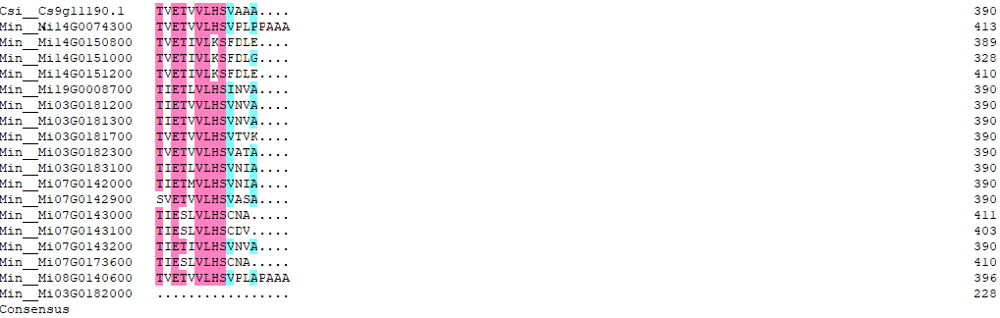 Csi__Cs9g11190.1 TVETVVLHSVAAA.... 390
Min__Mi14G0074300 TVETVVLHSVPLPPAAA 413
Min__Mi14G0150800 TVETIVLKSFDLE.... 389
Min__Mi14G0151000 TVETIVLKSFDLG.... 328
Min__Mi14G0151200 TVETIVLKSFDLE.... 410
Min__Mi19G0008700 TIETLVLHSINVA.... 390
Min__Mi03G0181200 TIETVVLHSVNVA.... 390
Min__Mi03G0181300 TIETVVLHSVNVA.... 390
Min__Mi03G0181700 TVETVVLHSVTVK.... 390
Min__Mi03G0182300 TVETVVLHSVATA.... 390
Min__Mi03G0183100 TIETLVLHSVNIA.... 390
Min__Mi07G0142000 TIETMVLHSVNIA.... 390
Min__Mi07G0142900 SVETVVLHSVASA.... 390
Min__Mi07G0143000 TIESLVLHSCNA..... 411
Min__Mi07G0143100 TIESLVLHSCDV..... 403
Min__Mi07G0143200 TIETIVLHSVNVA.... 390
Min__Mi07G0173600 TIESLVLHSCNA..... 410
Min__Mi08G0140600 TVETVVLHSVPLAPAAA 396
Min__Mi03G0182000 ................. 228
Consensus